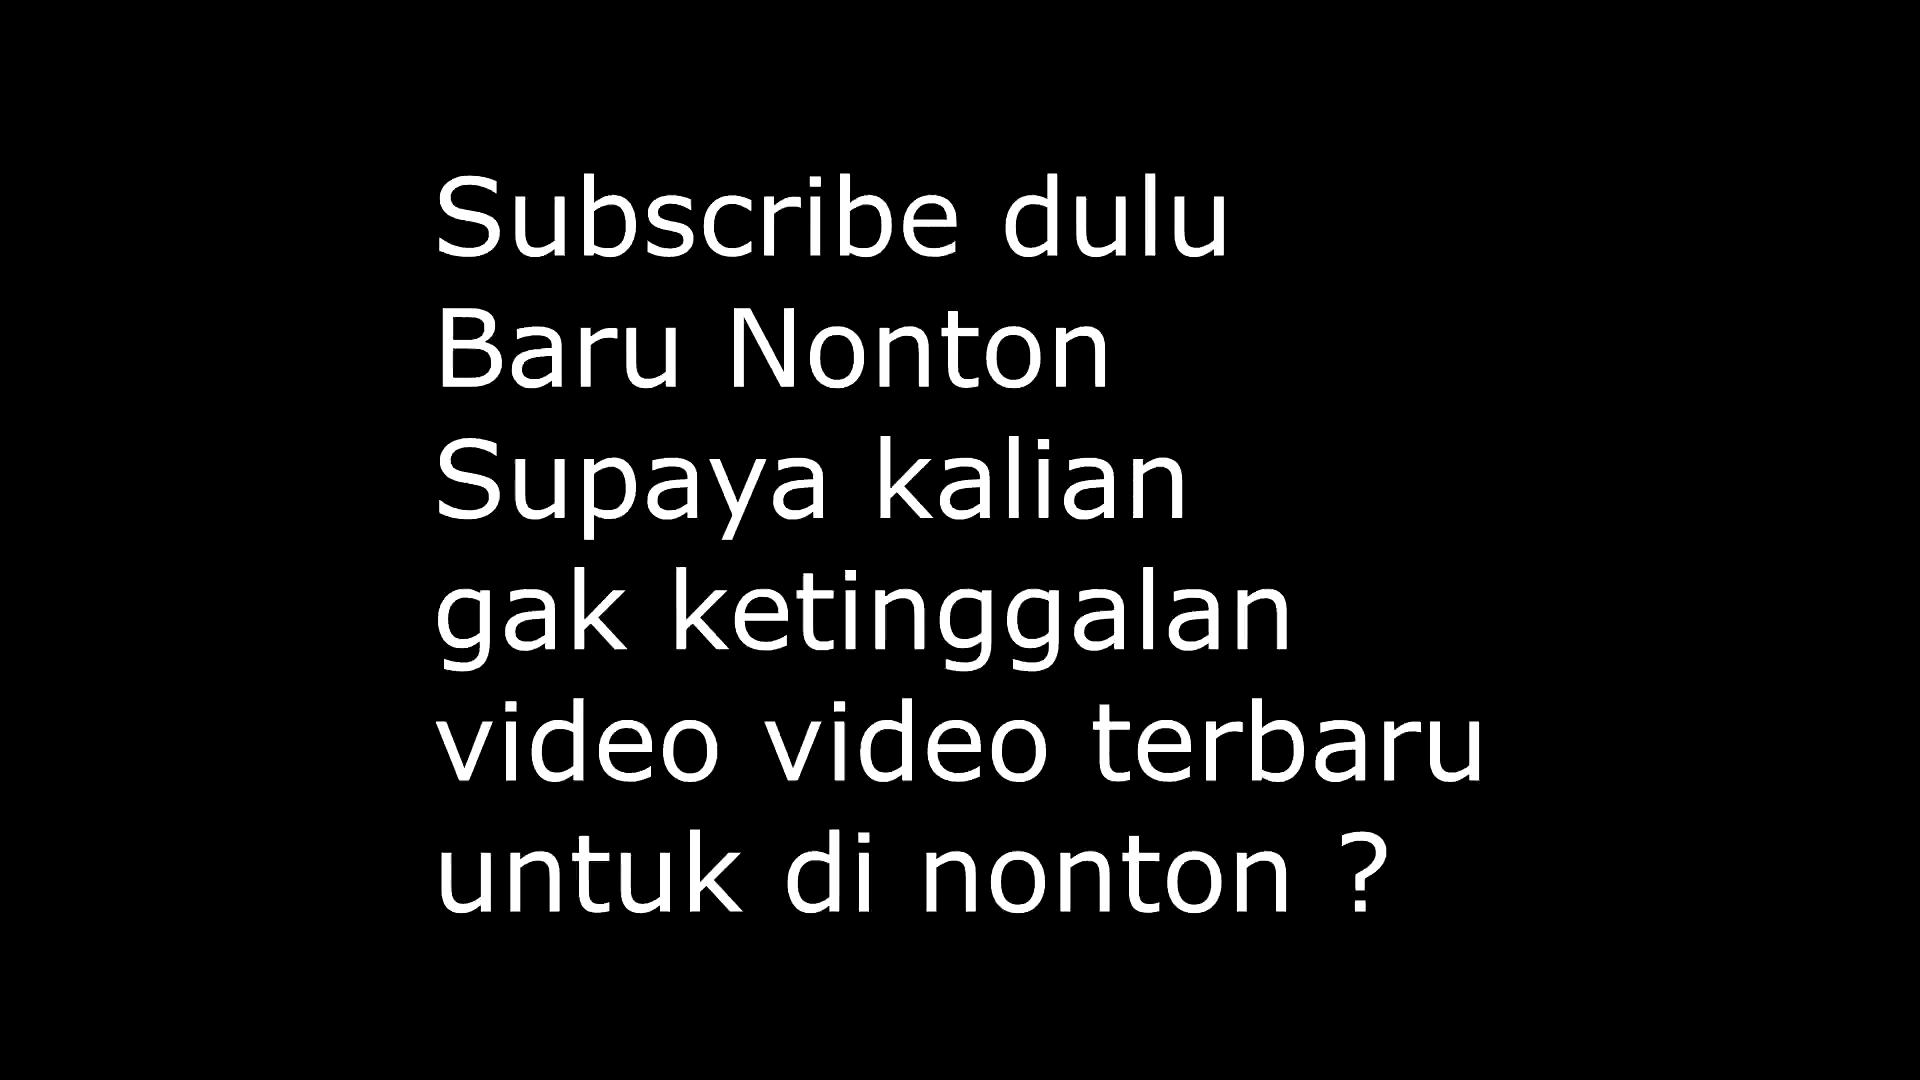 Subscribe dulu
Baru Nonton
Supaya kalian
gak ketinggalan
video video terbaru
untuk di nonton ?